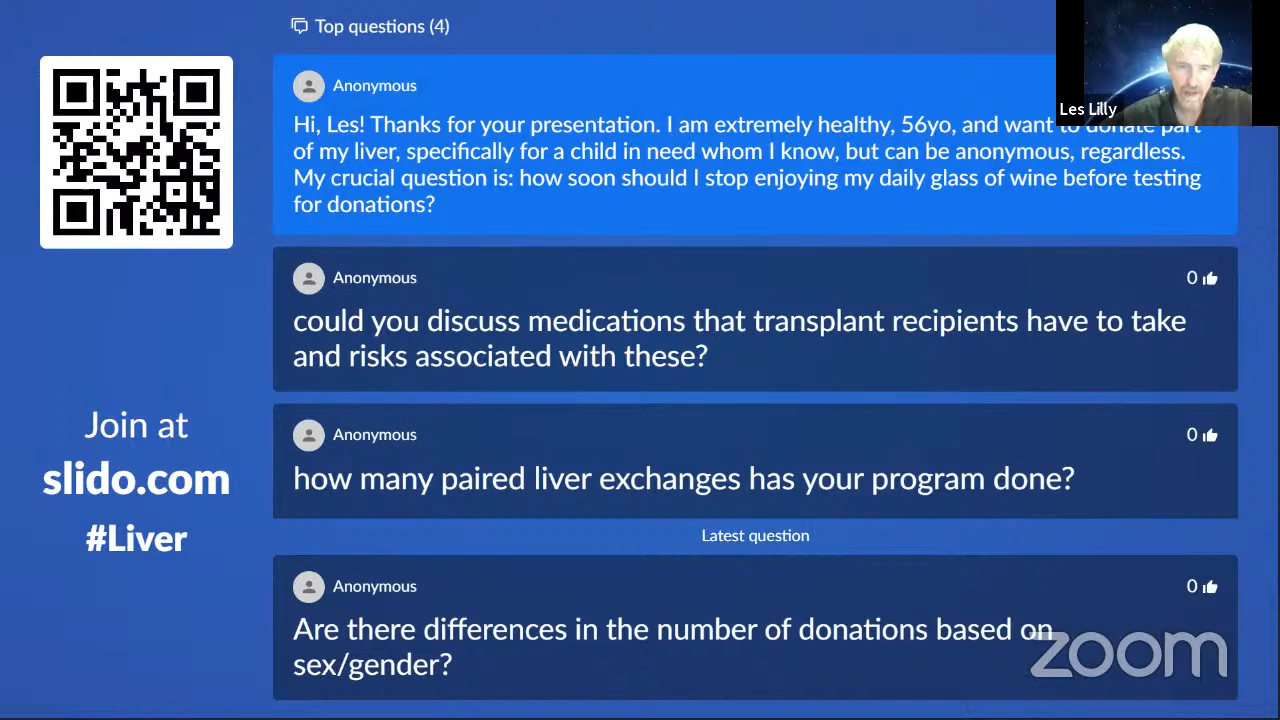 Top questions (4)
Les Lilly
Anonymous
Hi, Les! Thanks for your presentation. I am extremely healthy, 56yo, and want to donate part
of my liver, specifically for a child in need whom I know, but can be anonymous, regardless.
My crucial question is: how soon should I stop enjoying my daily glass of wine before testing
for donations?
Anonymous
0
could you discuss medications that transplant recipients have to take
and risks associated with these?
Anonymous
0
how many paired liver exchanges has your program done?
Latest question
Anonymous
0
Are there differences in the number of donations based on
sex/gender?
Join at
slido.com
#Liver
zoom